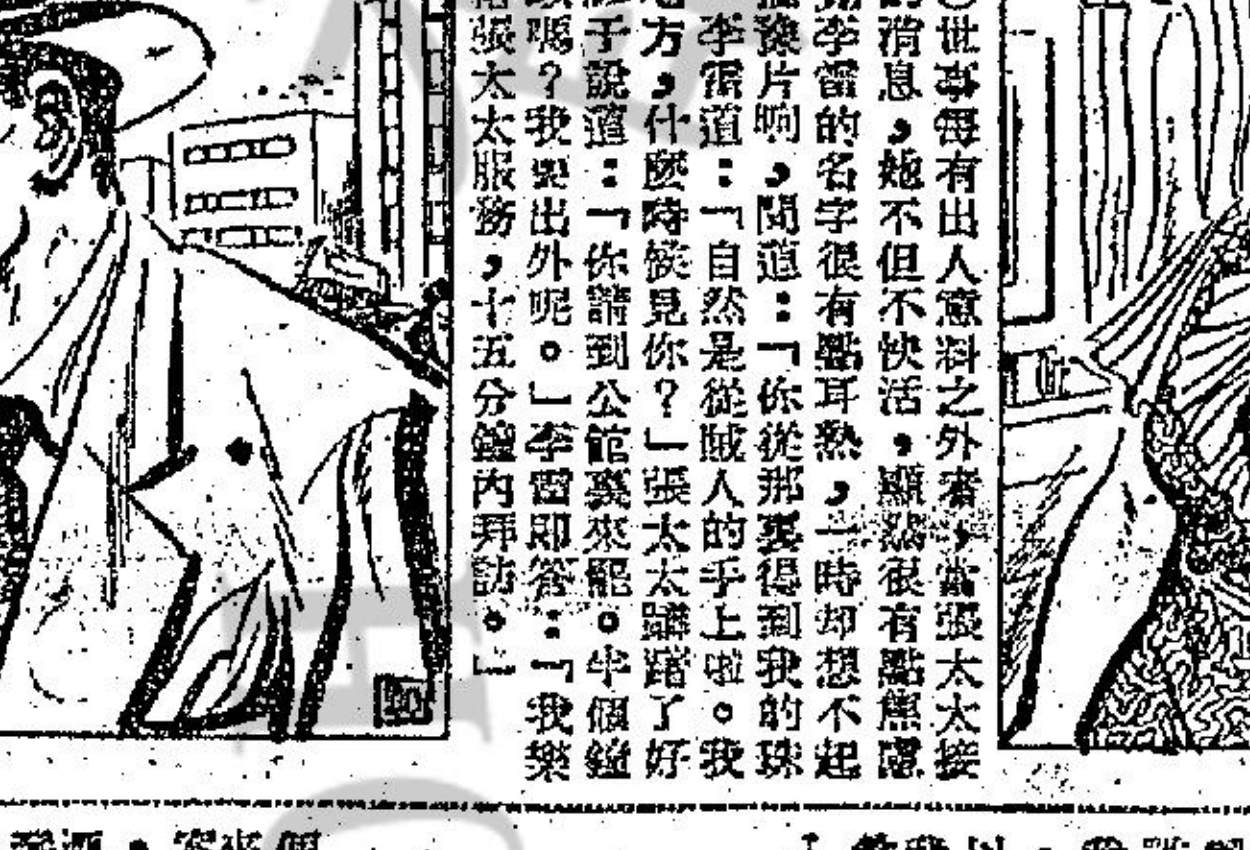 世事每有出人意料之外者，當張太太接
的消息，她不但不快活，顯然很有點焦慮
李雷的名字很有點耳熟，一時却想不起
豫片晌，問道：「你從那裏得到我的珠
李雷道：「自然是從賊人的手上啦。我
方，什麼時候見你？」張太太躊躇了好
子說道：「你請到公館裏來罷。半個鐘
嗎？我要出外呢。」李雷即答：「我樂
張太太服務，十五分鐘內拜訪。」